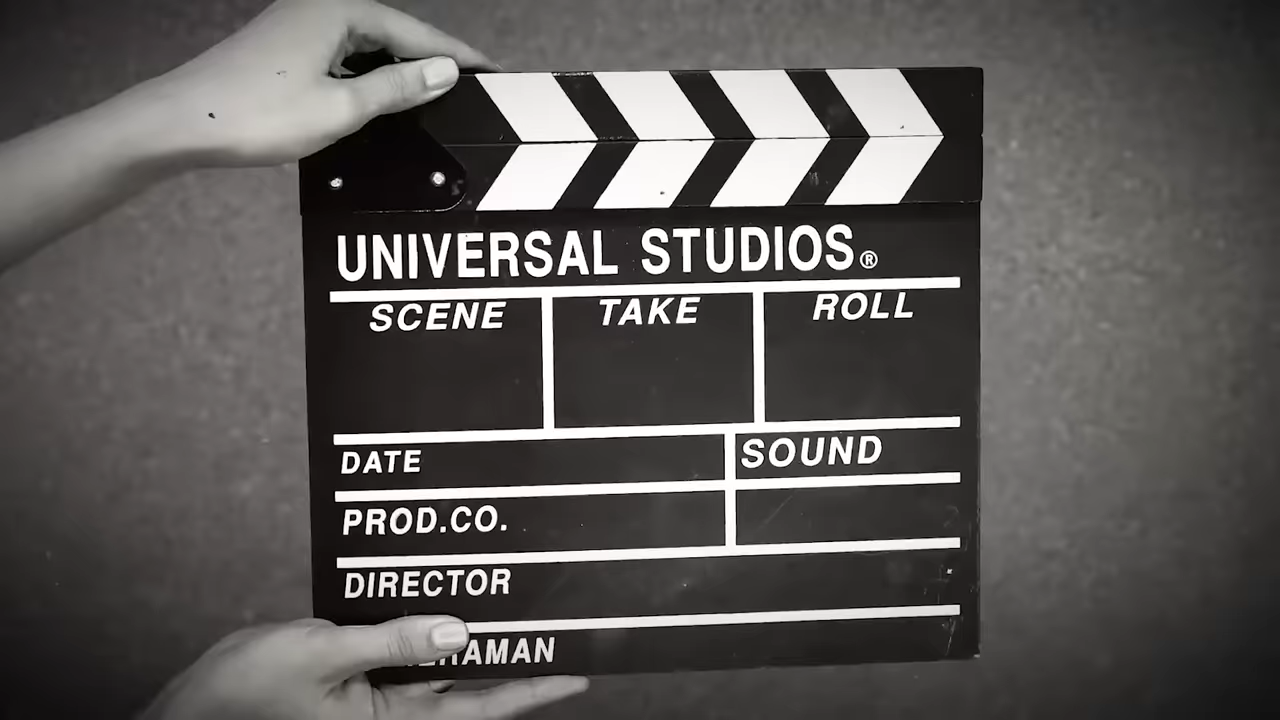 UNIVERSAL STUDIOS®
SCENE TAKE ROLL
DATE SOUND
PROD.CO.
DIRECTOR